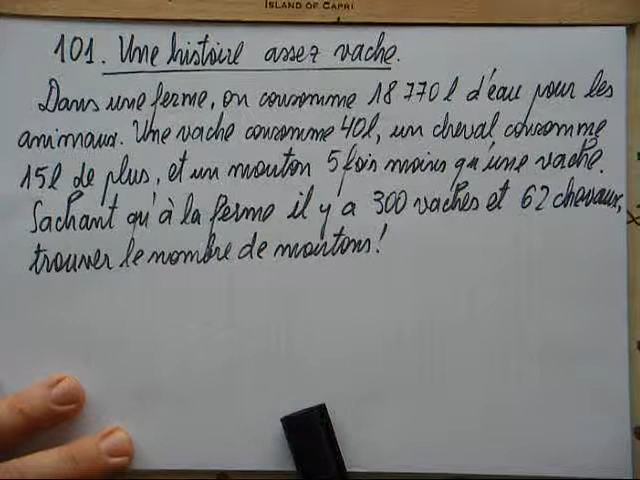 ISLAND OF CAPRI
101. Une histoire assez vache.
Dans une ferme, on consomme 18 770 l d'eau pour les
animaux. Une vache consomme 40l, un cheval consomme
15l de plus, et un mouton 5 fois moins qu'une vache.
Sachant qu'à la ferme il y a 300 vaches et 62 chevaux,
trouver le nombre de moutons!